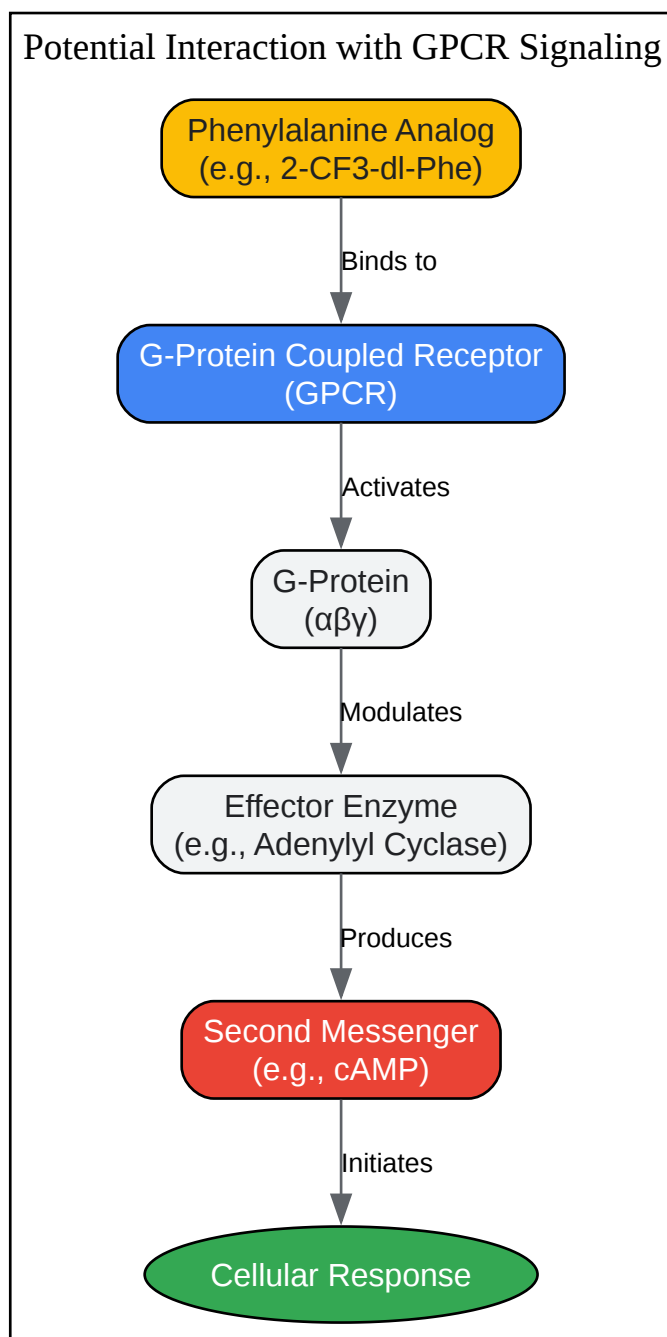 Potential Interaction with GPCR Signaling
Phenylalanine Analog
(e.g., 2-CF3-dl-Phe)
Binds to
G-Protein Coupled Receptor
(GPCR)
Activates
G-Protein
(αβγ)
Modulates
Effector Enzyme
(e.g., Adenylyl Cyclase)
Produces
Second Messenger
(e.g., cAMP)
Initiates
Cellular Response